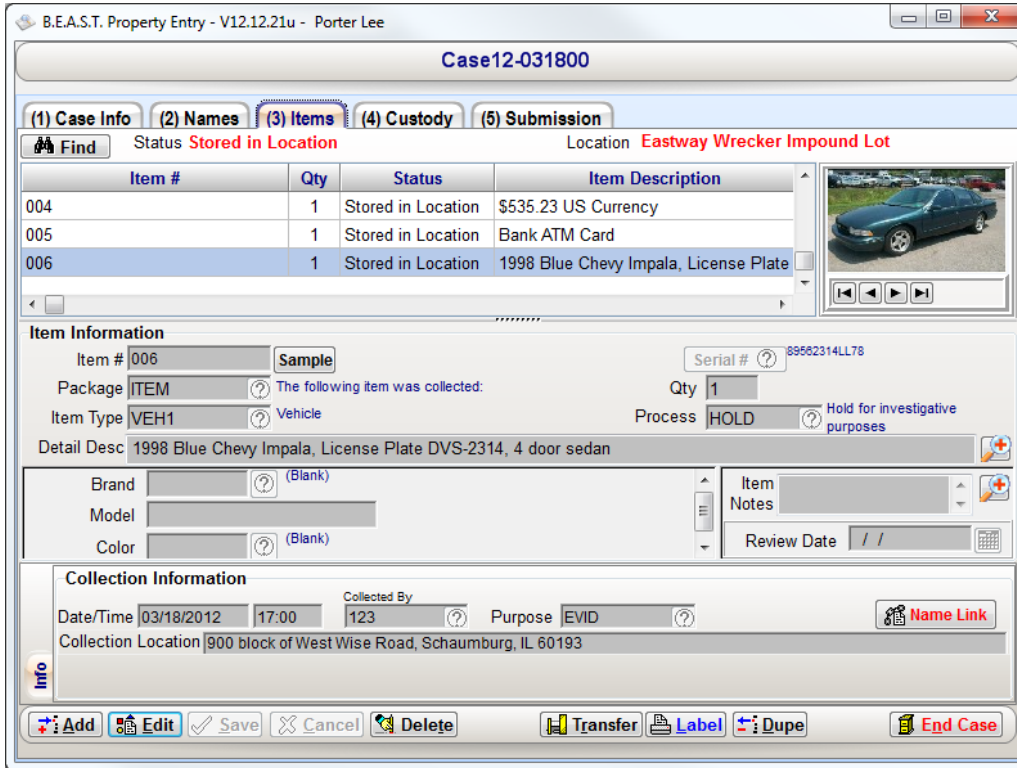 B.E.A.S.T. Property Entry - V12.12.21u - Porter Lee
Case12-031800
(1) Case Info (2) Names (3) Items (4) Custody (5) Submission
Find Status Stored in Location Location Eastway Wrecker Impound Lot
Item # Qty Status Item Description
004 1 Stored in Location $535.23 US Currency
005 1 Stored in Location Bank ATM Card
006 1 Stored in Location 1998 Blue Chevy Impala, License Plate
Item Information
Item # 006 Sample Serial # 89562314LL78
Package ITEM The following item was collected: Qty 1
Item Type VEH1 Vehicle Process HOLD Hold for investigative
purposes
Detail Desc 1998 Blue Chevy Impala, License Plate DVS-2314, 4 door sedan
Brand (Blank) Item
Notes
Model
Color (Blank) Review Date / /
Collection Information
Collected By
Date/Time 03/18/2012 17:00 123 Purpose EVID Name Link
Collection Location 900 block of West Wise Road, Schaumburg, IL 60193
Info
Add Edit Save Cancel Delete Transfer Label Dupe End Case